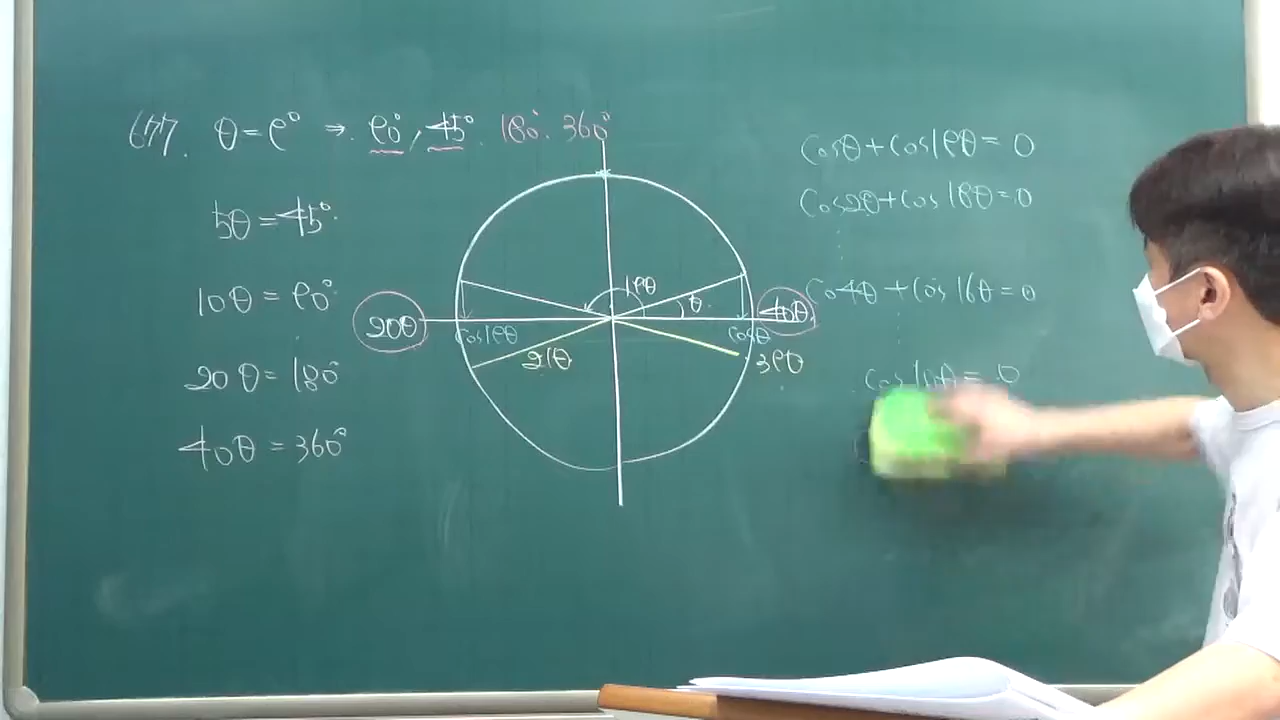 677. θ=9° ⇒ 90°, 45° 180° 360°
5θ=45°
10θ=90°
20θ=180°
40θ=360°
19θ
θ
20θ
40θ
cos19θ
cosθ
21θ
39θ
cosθ+cos19θ=0
cos2θ+cos18θ=0
cos4θ+cos16θ=0
cos10θ=0